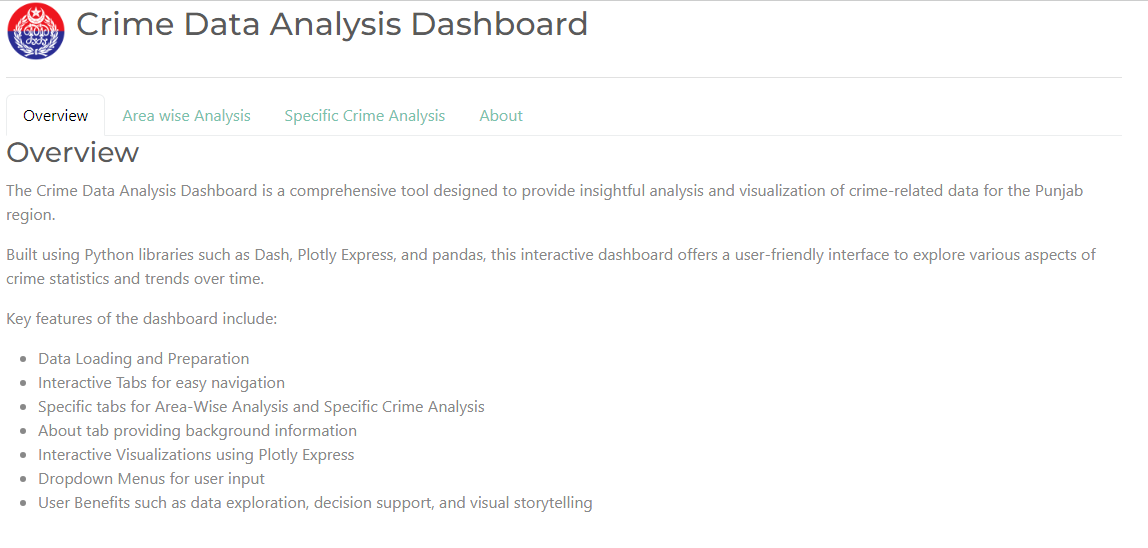 Crime Data Analysis Dashboard
Overview Area wise Analysis Specific Crime Analysis About
Overview
The Crime Data Analysis Dashboard is a comprehensive tool designed to provide insightful analysis and visualization of crime-related data for the Punjab
region.
Built using Python libraries such as Dash, Plotly Express, and pandas, this interactive dashboard offers a user-friendly interface to explore various aspects of
crime statistics and trends over time.
Key features of the dashboard include:
• Data Loading and Preparation
• Interactive Tabs for easy navigation
• Specific tabs for Area-Wise Analysis and Specific Crime Analysis
• About tab providing background information
• Interactive Visualizations using Plotly Express
• Dropdown Menus for user input
• User Benefits such as data exploration, decision support, and visual storytelling